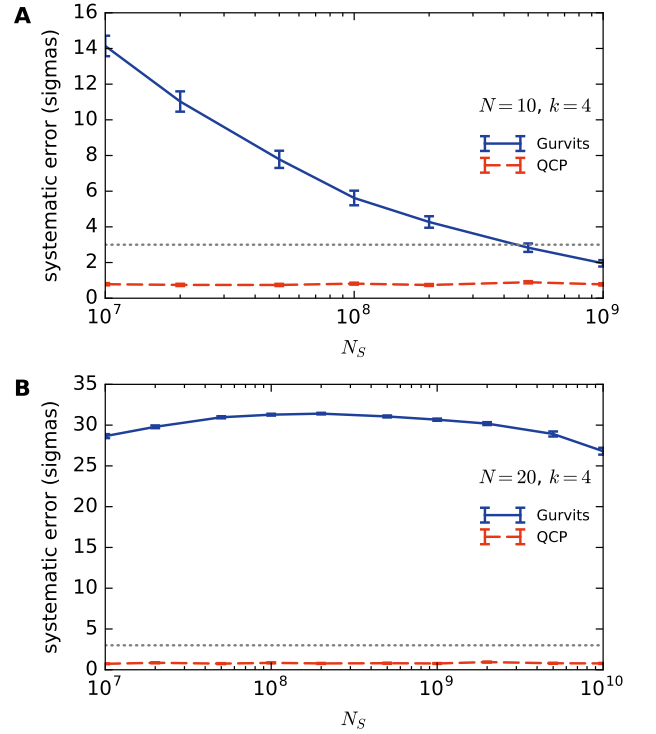 A
systematic error (sigmas)
16
14
12
10
8
6
4
2
0
N = 10, k = 4
Gurvits
QCP
10^7
10^8
10^9
N_S
B
systematic error (sigmas)
35
30
25
20
15
10
5
0
N = 20, k = 4
Gurvits
QCP
10^7
10^8
10^9
10^10
N_S